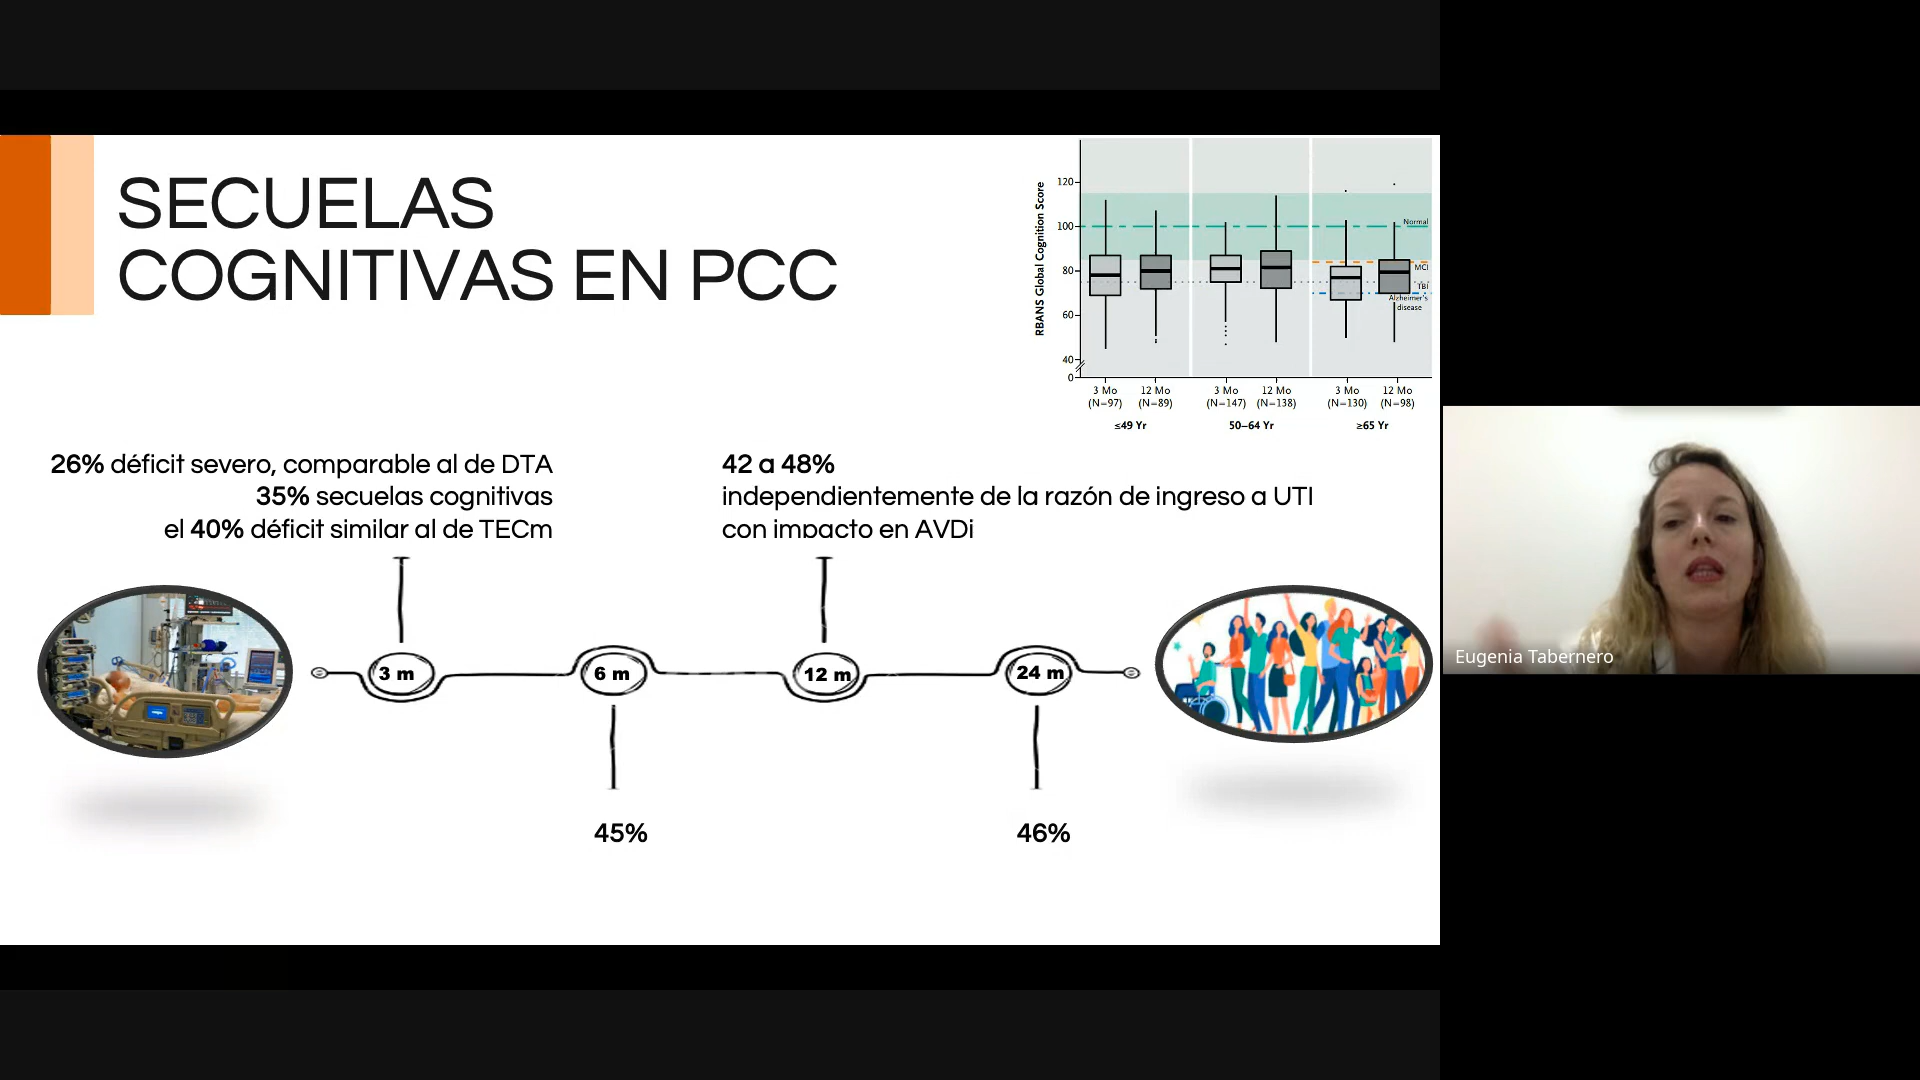 SECUELAS
COGNITIVAS EN PCC
RBANS Global Cognition Score
120
100
80
60
40
0
Normal
MCI
TBI
Alzheimer's
disease
3 Mo
(N=97)
12 Mo
(N=89)
3 Mo
(N=147)
12 Mo
(N=138)
3 Mo
(N=130)
12 Mo
(N=98)
≤49 Yr
50–64 Yr
≥65 Yr
26% déficit severo, comparable al de DTA
35% secuelas cognitivas
el 40% déficit similar al de TECm
42 a 48%
independientemente de la razón de ingreso a UTI
con impacto en AVDi
3 m
6 m
12 m
24 m
45%
46%
Eugenia Tabernero